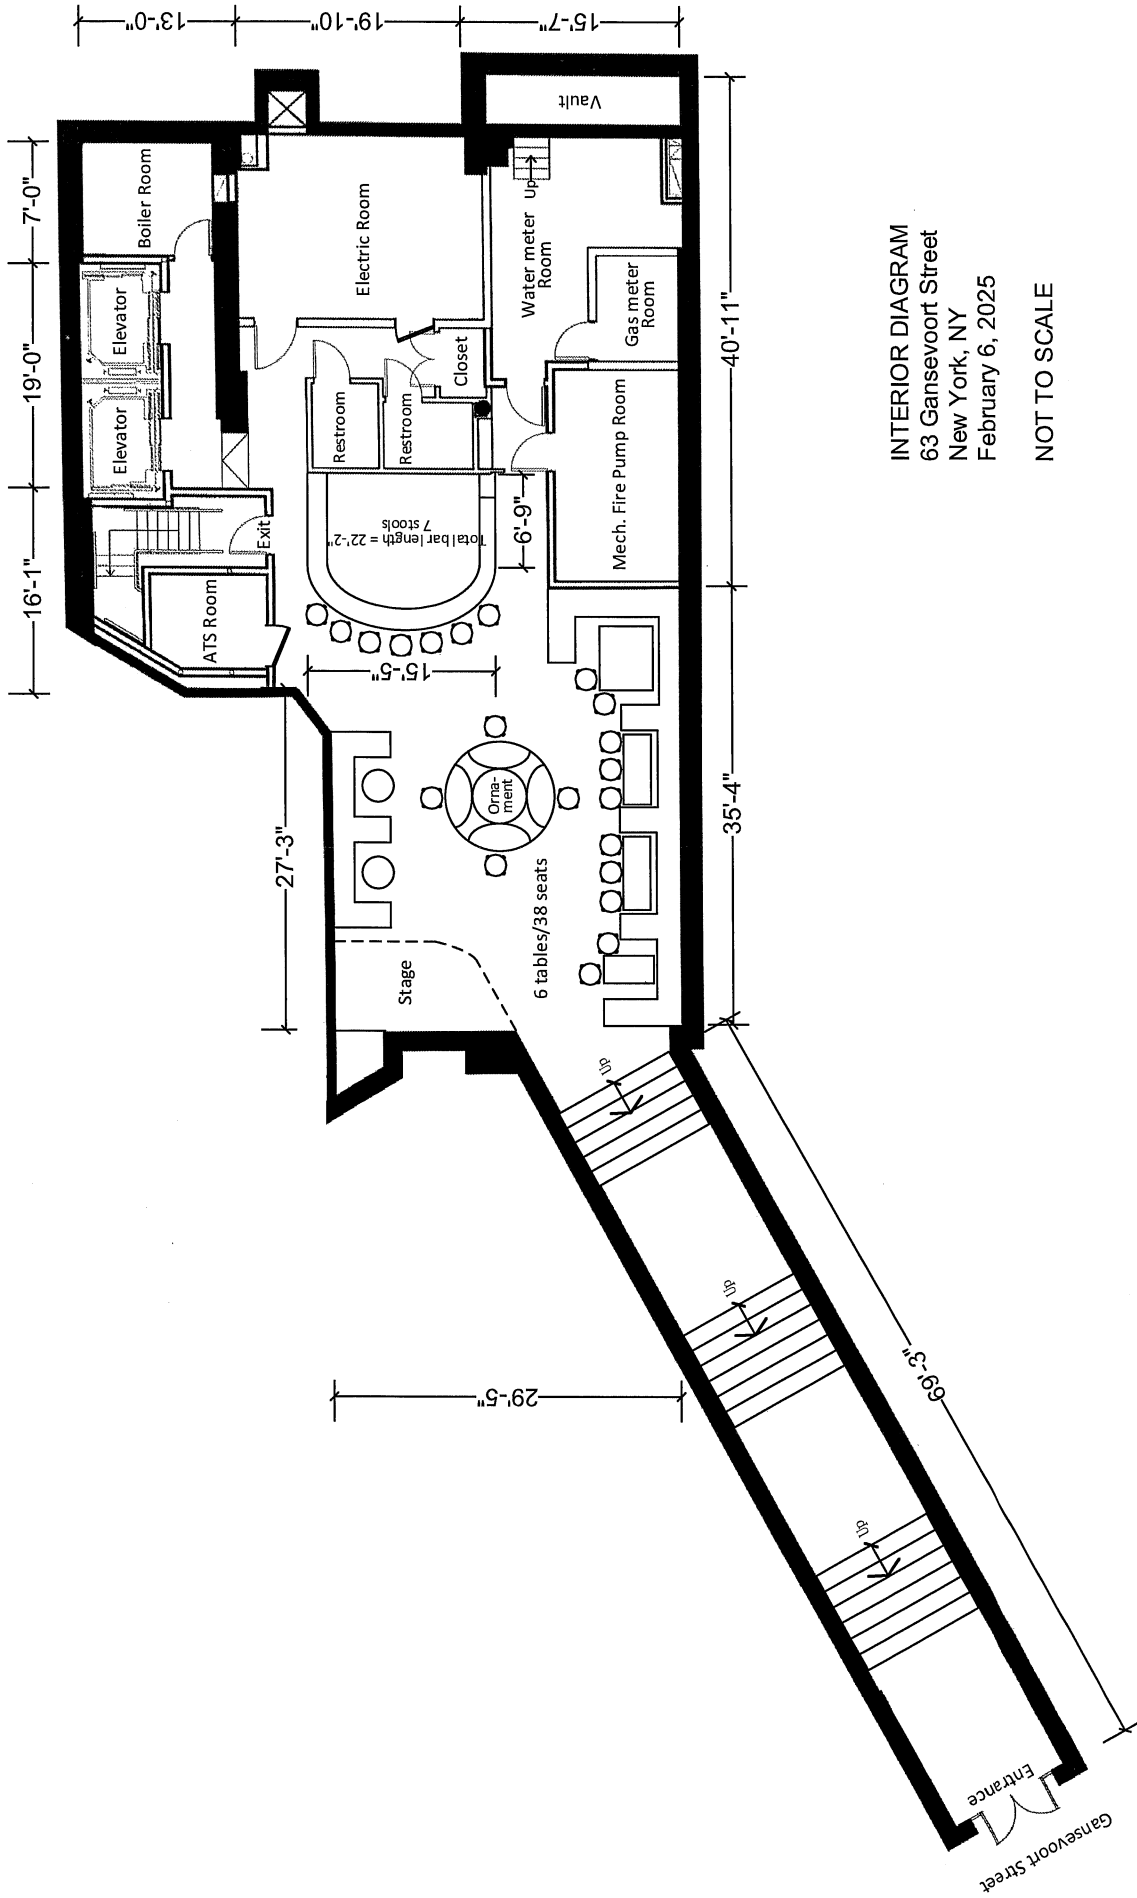 13'-0"
19'-10"
15'-7"
Vault
7'-0"
19'-0"
16'-1"
Boiler Room
Elevator
Elevator
Exit
ATS Room
Electric Room
Water meter
Room
Up
Gas meter
Room
Closet
Restroom
Restroom
Mech. Fire Pump Room
Total bar length = 22'-2"
7 stools
6'-9"
15'-5"
40'-11"
35'-4"
27'-3"
Orna-
ment
6 tables/38 seats
Stage
Up
Up
Up
29'-5"
69'-3"
Entrance
Gansevoort Street
INTERIOR DIAGRAM
63 Gansevoort Street
New York, NY
February 6, 2025
NOT TO SCALE